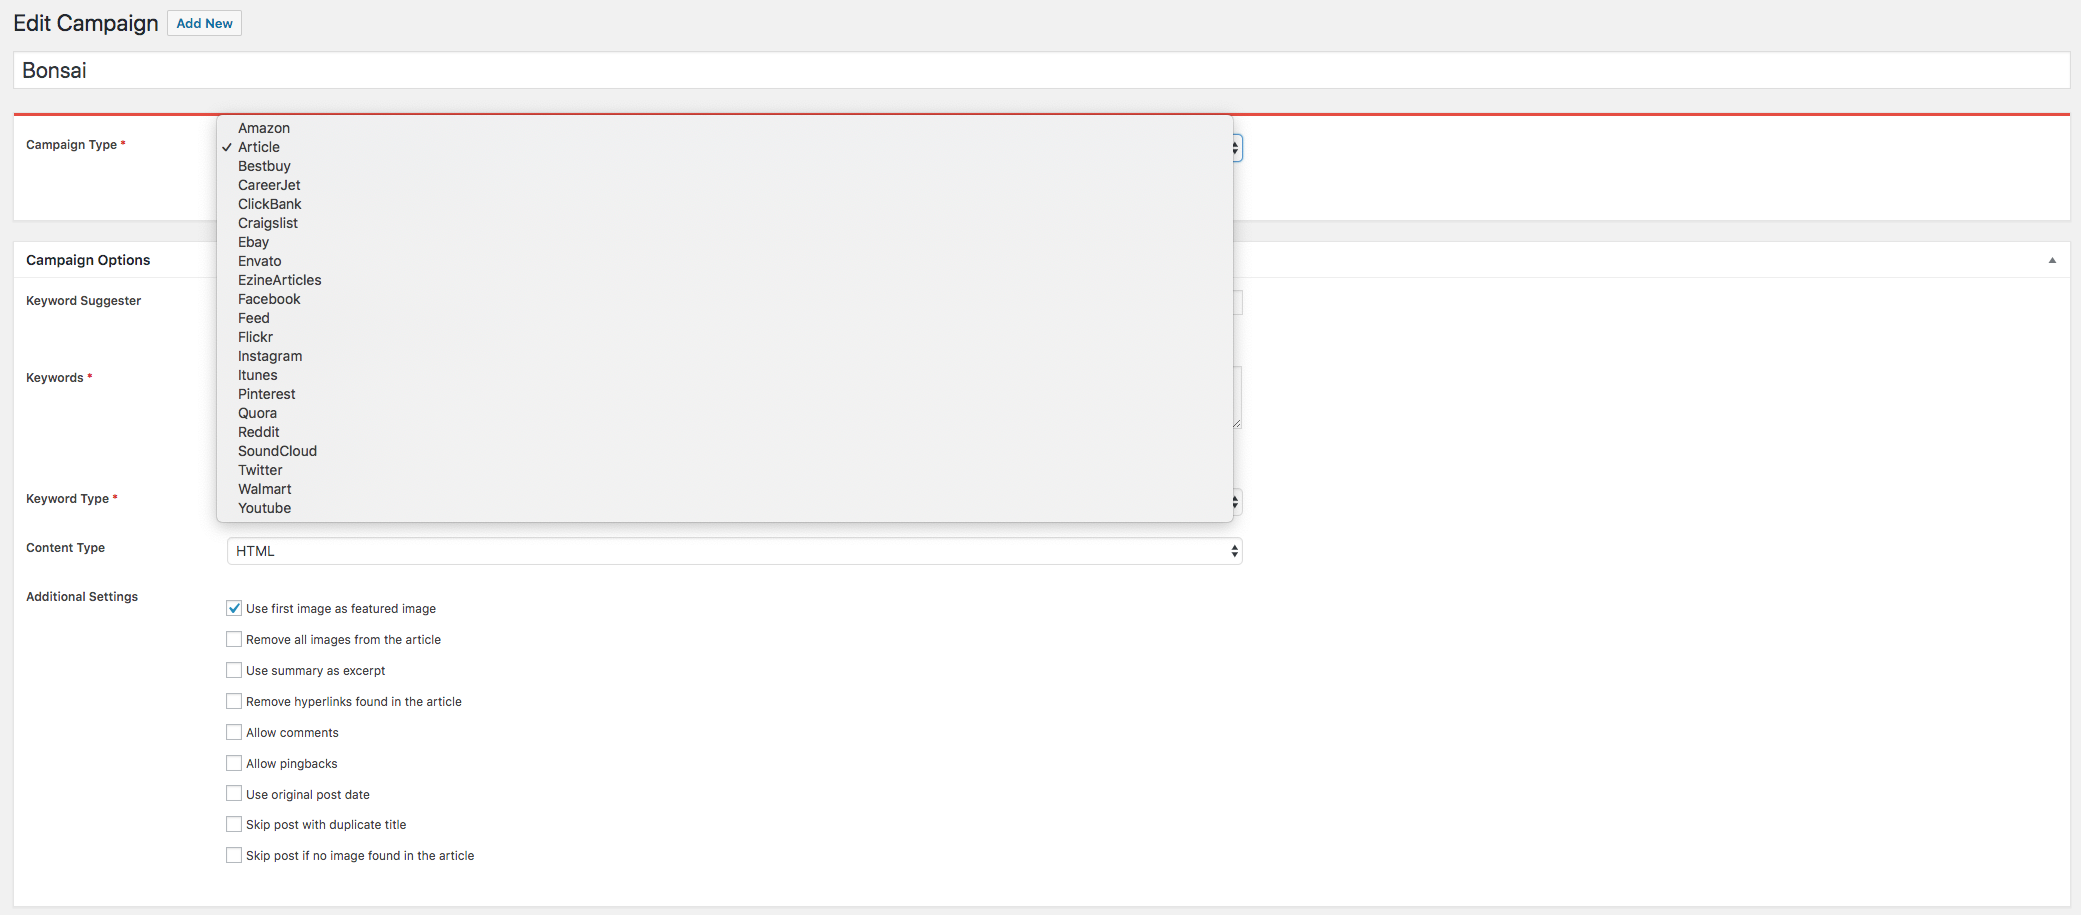 Edit Campaign Add New
Bonsai
Campaign Type *
Amazon
✓ Article
Bestbuy
CareerJet
ClickBank
Craigslist
Ebay
Envato
EzineArticles
Facebook
Feed
Flickr
Instagram
Itunes
Pinterest
Quora
Reddit
SoundCloud
Twitter
Walmart
Youtube
Campaign Options
Keyword Suggester
Keywords *
Keyword Type *
Content Type
HTML
Additional Settings
Use first image as featured image
Remove all images from the article
Use summary as excerpt
Remove hyperlinks found in the article
Allow comments
Allow pingbacks
Use original post date
Skip post with duplicate title
Skip post if no image found in the article